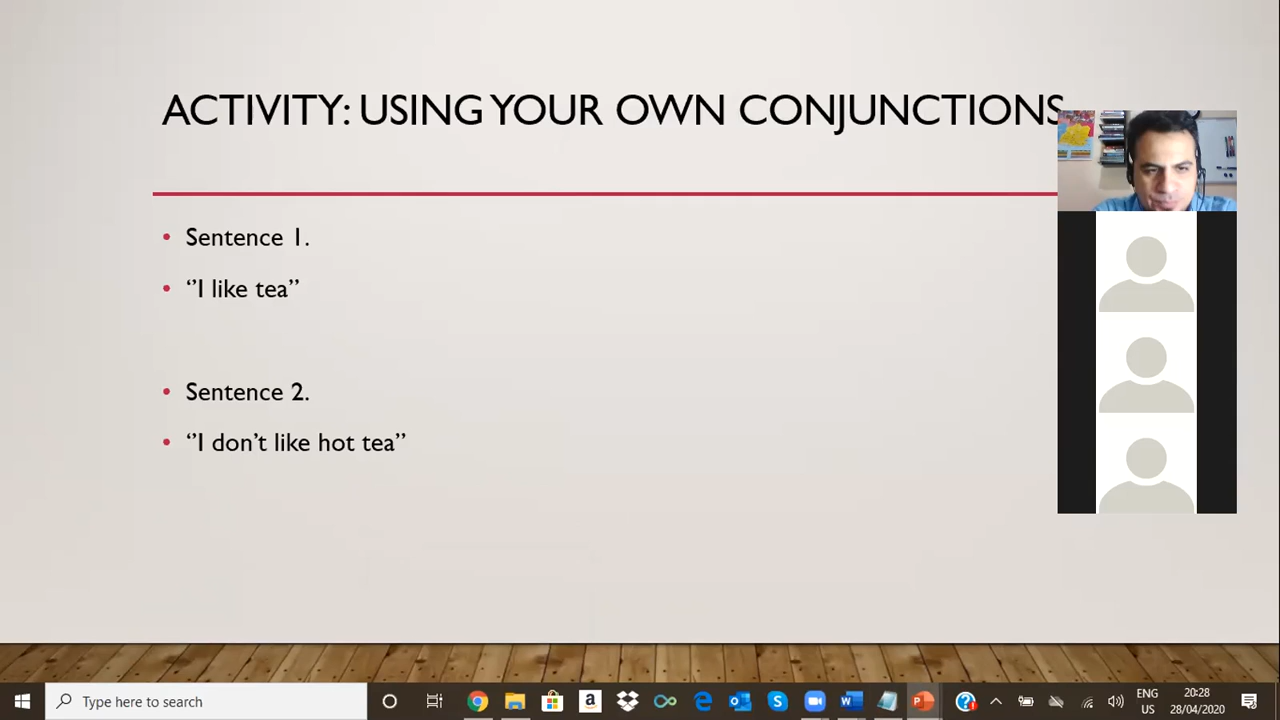 ACTIVITY: USING YOUR OWN CONJUNCTIONS
Sentence 1.
‘’I like tea’’
Sentence 2.
‘’I don’t like hot tea’’
Type here to search
ENG
US
20:28
28/04/2020